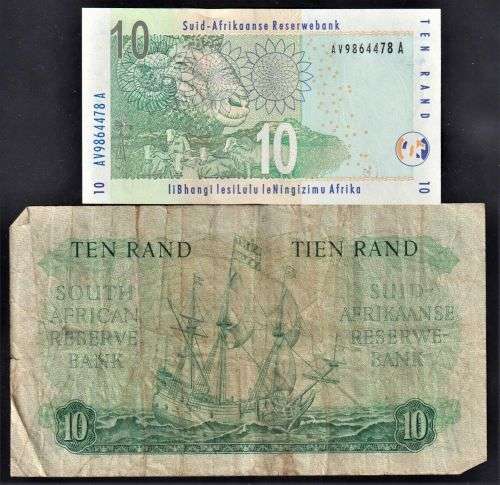 10
Suid-Afrikaanse Reserwebank
AV9864478 A
TEN RAND
AV9864478 A
10
10
10
liBhangi lesiLulu leNingizimu Afrika
TEN RAND
TIEN RAND
SOUTH
AFRICAN
RESERVE-
BANK
SUID-
AFRIKAANSE
RESERWE-
BANK
10
10